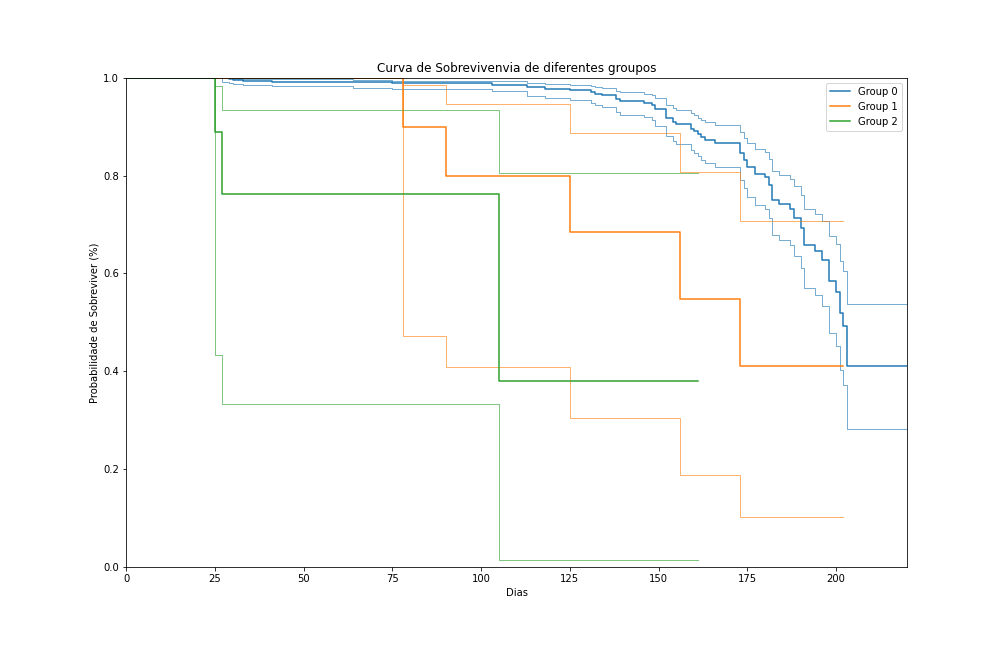 Curva de Sobrevivenvia de diferentes groupos
Group 0
Group 1
Group 2
Probabilidade de Sobreviver (%)
1.0
0.8
0.6
0.4
0.2
0.0
0 25 50 75 100 125 150 175 200
Dias